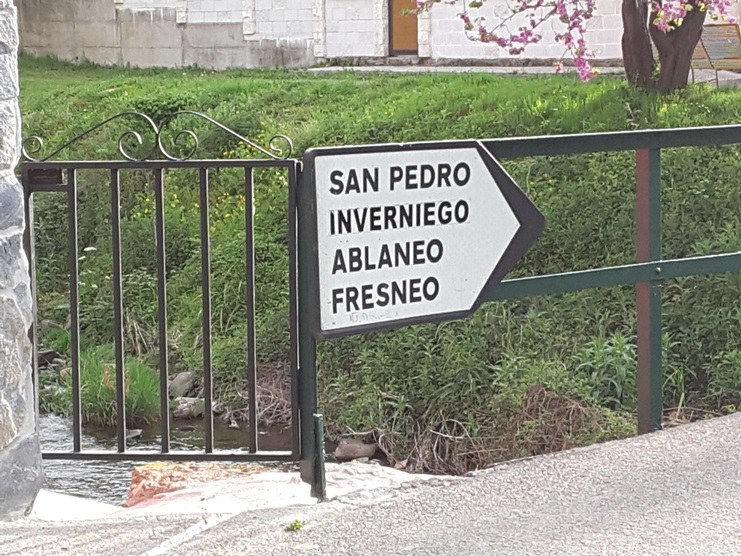 SAN PEDRO
INVERNIEGO
ABLANEO
FRESNEO